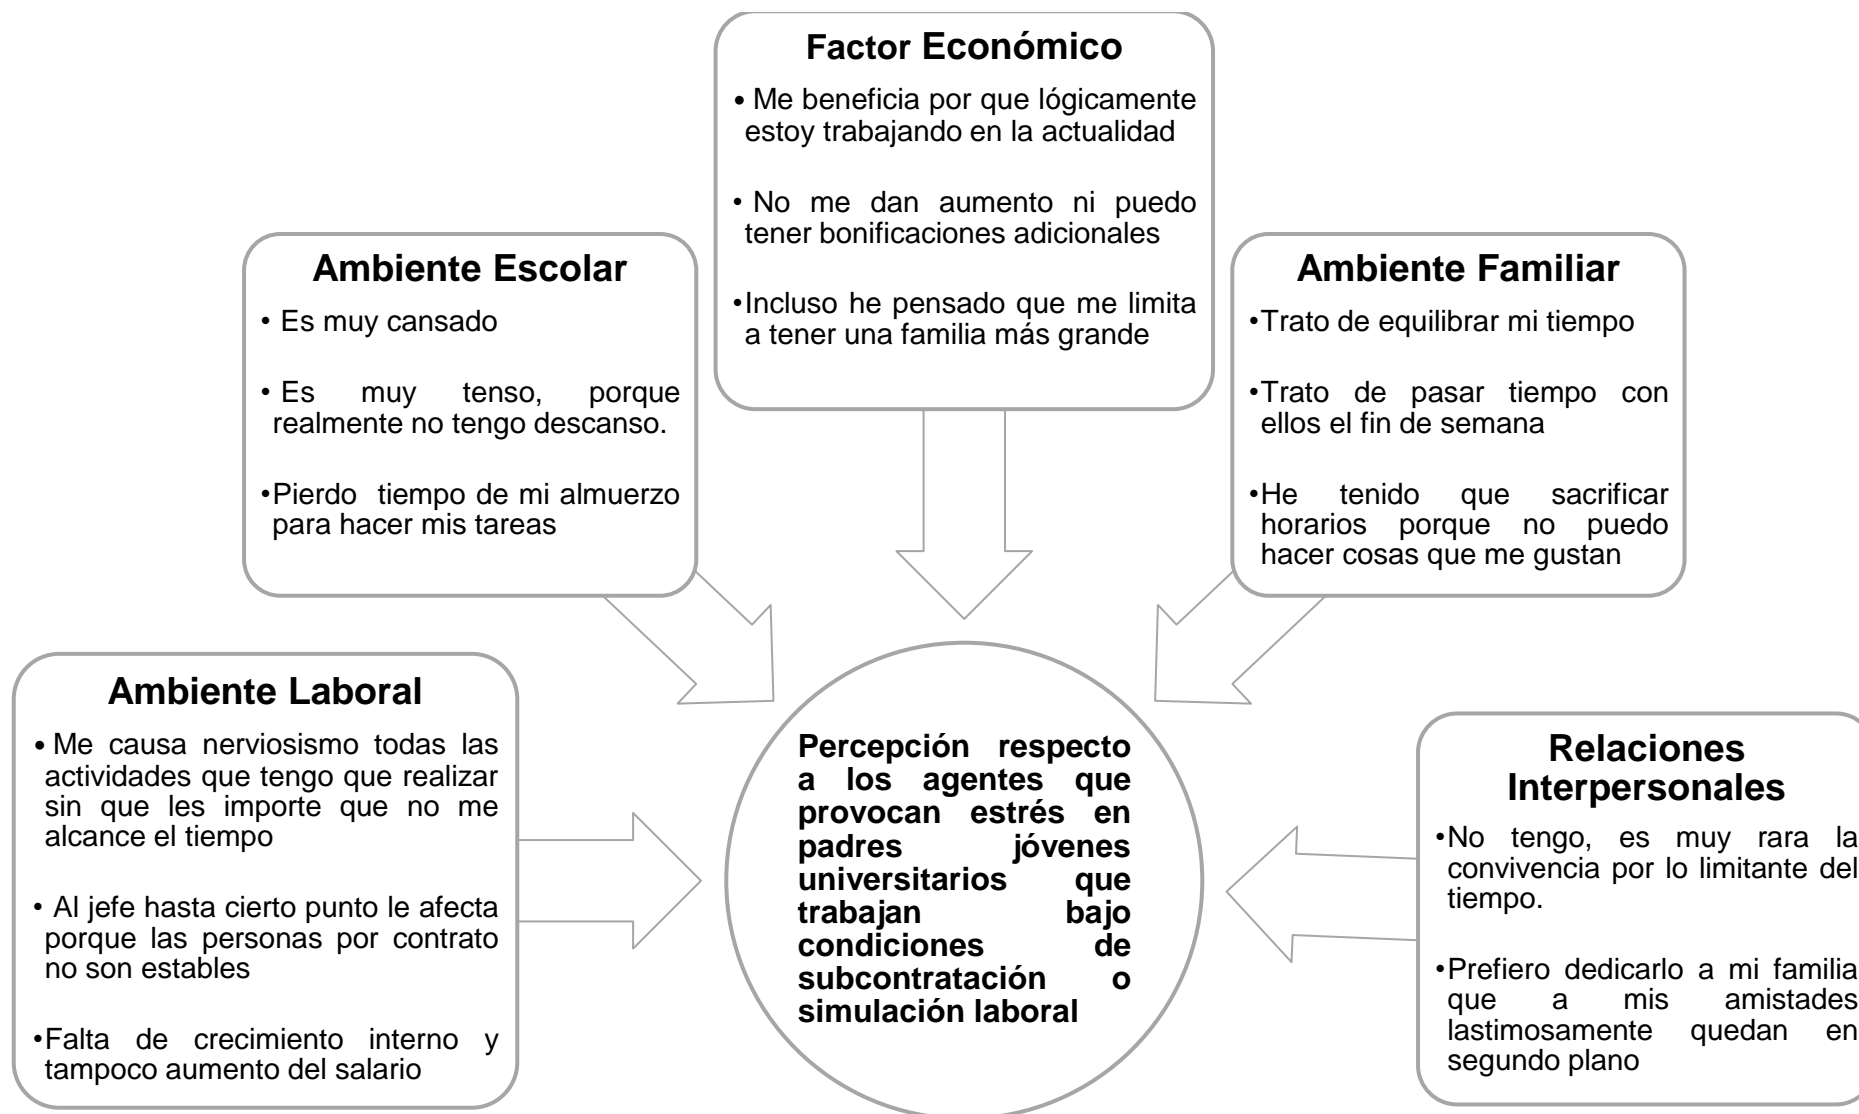 Factor Económico
• Me beneficia por que lógicamente
estoy trabajando en la actualidad
• No me dan aumento ni puedo
tener bonificaciones adicionales
•Incluso he pensado que me limita
a tener una familia más grande
Ambiente Escolar
• Es muy cansado
• Es muy tenso, porque
realmente no tengo descanso.
•Pierdo tiempo de mi almuerzo
para hacer mis tareas
Ambiente Familiar
•Trato de equilibrar mi tiempo
•Trato de pasar tiempo con
ellos el fin de semana
•He tenido que sacrificar
horarios porque no puedo
hacer cosas que me gustan
Ambiente Laboral
• Me causa nerviosismo todas las
actividades que tengo que realizar
sin que les importe que no me
alcance el tiempo
• Al jefe hasta cierto punto le afecta
porque las personas por contrato
no son estables
•Falta de crecimiento interno y
tampoco aumento del salario
Percepción respecto
a los agentes que
provocan estrés en
padres jóvenes
universitarios que
trabajan bajo
condiciones de
subcontratación o
simulación laboral
Relaciones
Interpersonales
•No tengo, es muy rara la
convivencia por lo limitante del
tiempo.
•Prefiero dedicarlo a mi familia
que a mis amistades
lastimosamente quedan en
segundo plano